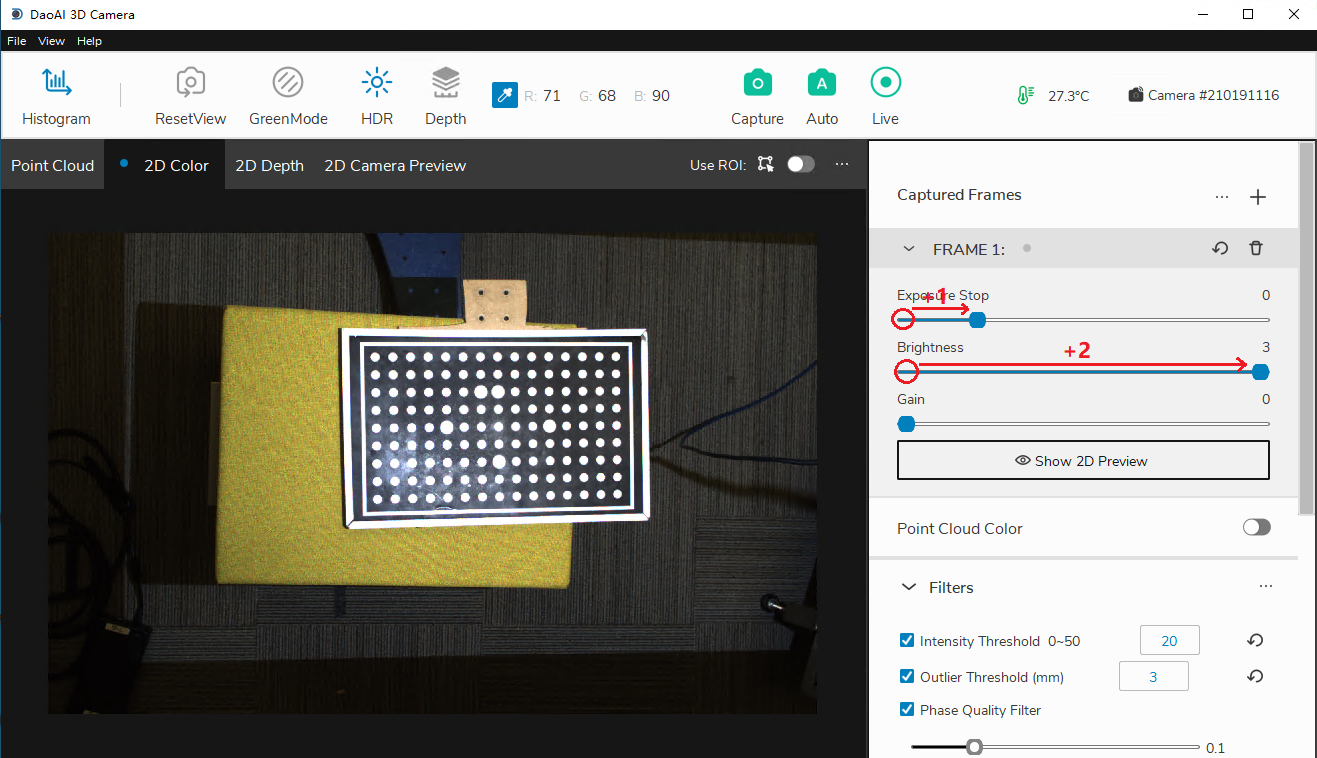 DaoAI 3D Camera
File View Help
Histogram
ResetView
GreenMode
HDR
Depth
R: 71 G: 68 B: 90
Capture
Auto
Live
27.3°C
Camera #210191116
Point Cloud
2D Color
2D Depth
2D Camera Preview
Use ROI:
Captured Frames
FRAME 1:
Exposure Stop 0
+1
Brightness 3
+2
Gain 0
Show 2D Preview
Point Cloud Color
Filters
Intensity Threshold 0~50 20
Outlier Threshold (mm) 3
Phase Quality Filter
0.1